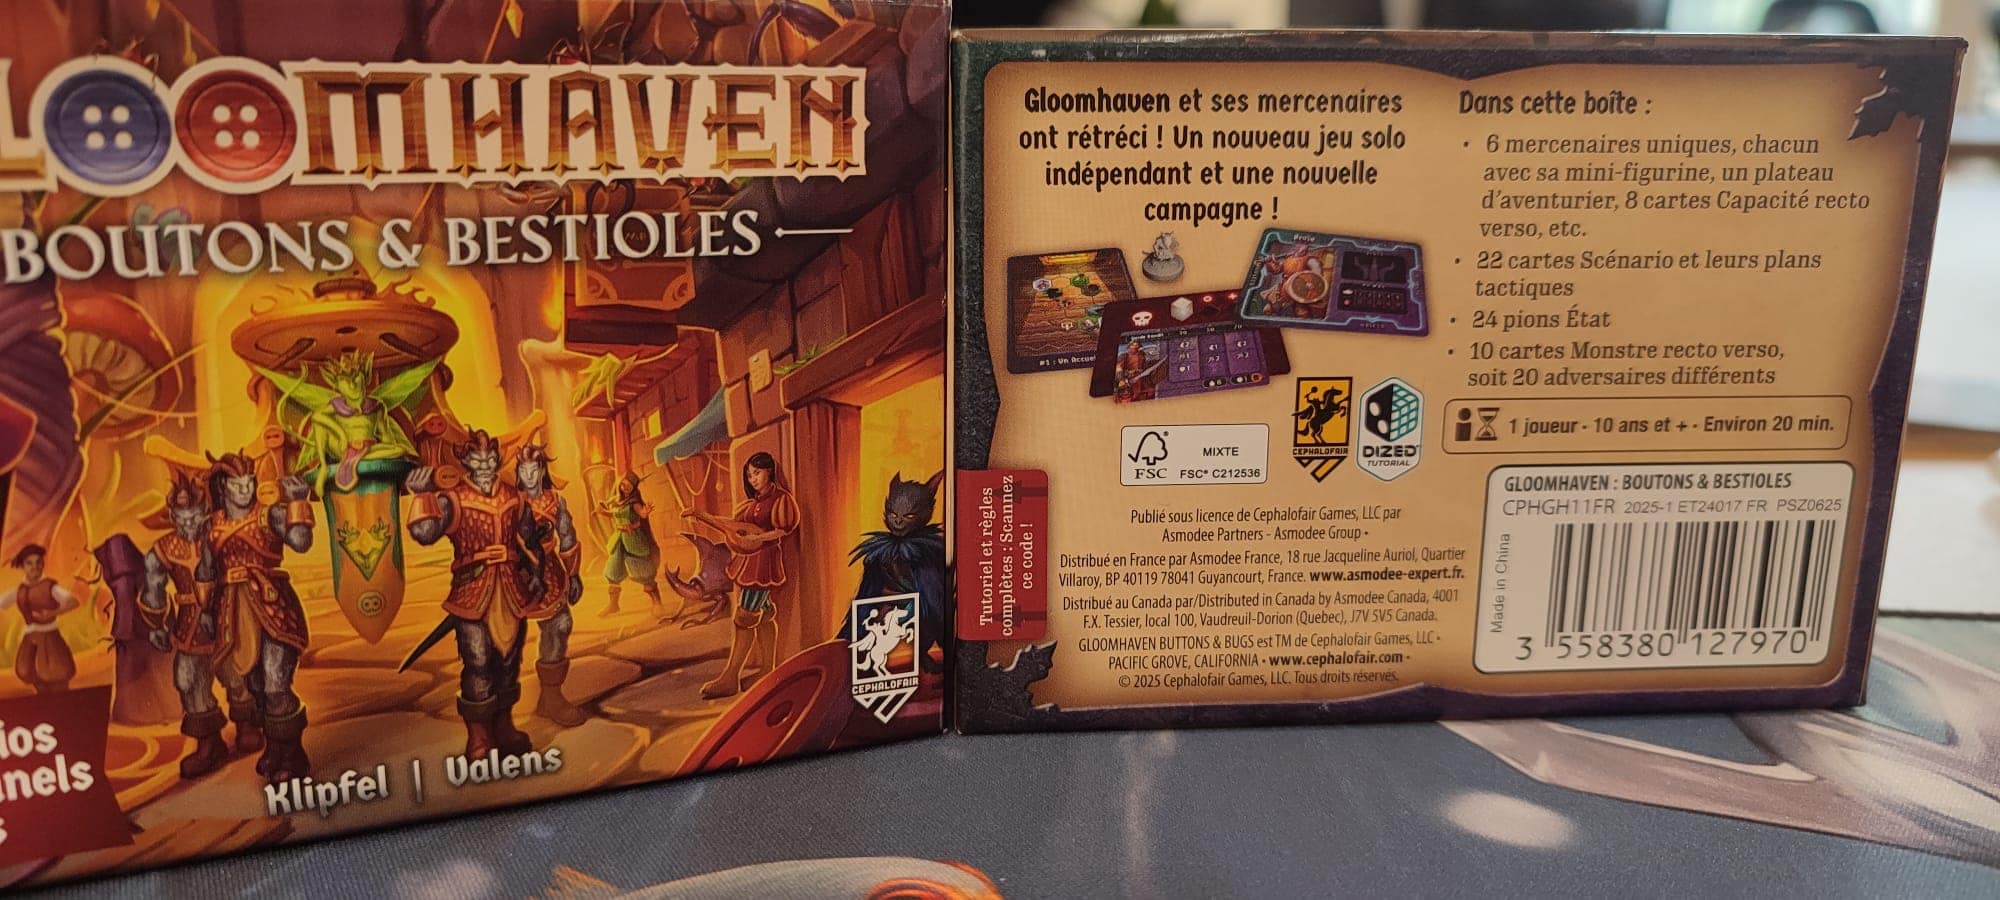 LOOMHAVEN
BOUTONS & BESTIOLES
CEPHALOFAIR
ios
nels
s
Klipfel | Valens
Gloomhaven et ses mercenaires
ont rétréci ! Un nouveau jeu solo
indépendant et une nouvelle
campagne !
#1 : Un Accuei
Dans cette boîte :
• 6 mercenaires uniques, chacun
avec sa mini-figurine, un plateau
d'aventurier, 8 cartes Capacité recto
verso, etc.
• 22 cartes Scénario et leurs plans
tactiques
• 24 pions État
• 10 cartes Monstre recto verso,
soit 20 adversaires différents
1 joueur - 10 ans et + - Environ 20 min.
FSC
MIXTE
FSC® C212536
CEPHALOFAIR
DIZED
TUTORIAL
Tutoriel et règles
complètes : Scannez
ce code !
Publié sous licence de Cephalofair Games, LLC par
Asmodee Partners - Asmodee Group •
Distribué en France par Asmodee France, 18 rue Jacqueline Auriol, Quartier
Villaroy, BP 40119 78041 Guyancourt, France. www.asmodee-expert.fr.
Distribué au Canada par/Distributed in Canada by Asmodee Canada, 4001
F.X. Tessier, local 100, Vaudreuil-Dorion (Quebec), J7V 5V5 Canada.
GLOOMHAVEN BUTTONS & BUGS est TM de Cephalofair Games, LLC •
PACIFIC GROVE, CALIFORNIA • www.cephalofair.com •
© 2025 Cephalofair Games, LLC. Tous droits réservés.
GLOOMHAVEN : BOUTONS & BESTIOLES
CPHGH11FR 2025-1 ET24017 FR PSZ0625
Made in China
3 558380 127970